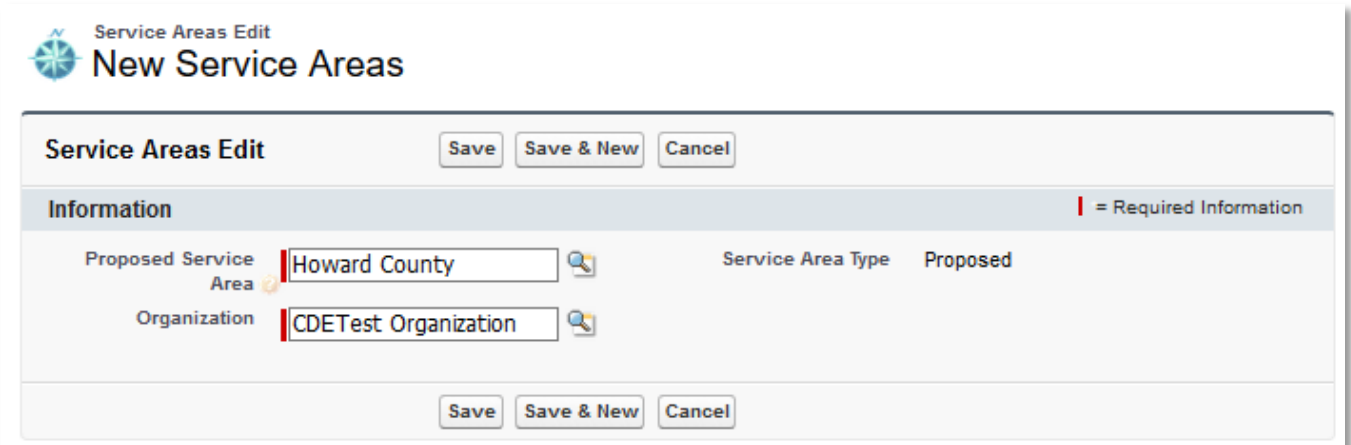 Service Areas Edit
New Service Areas
Service Areas Edit Save Save & New Cancel
Information = Required Information
Proposed Service Area Howard County Service Area Type Proposed
Organization CDETest Organization
Save Save & New Cancel